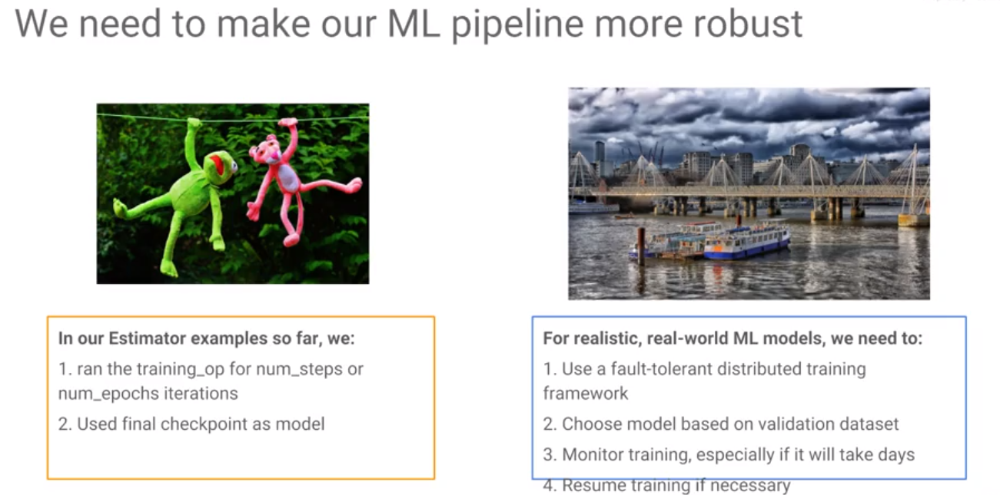 We need to make our ML pipeline more robust
In our Estimator examples so far, we:
1. ran the training_op for num_steps or
num_epochs iterations
2. Used final checkpoint as model
For realistic, real-world ML models, we need to:
1. Use a fault-tolerant distributed training
framework
2. Choose model based on validation dataset
3. Monitor training, especially if it will take days
4. Resume training if necessary